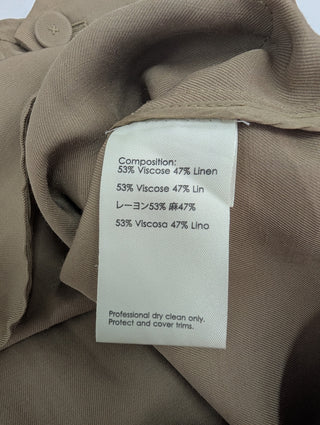 Composition:
53% Viscose 47% Linen
53% Viscose 47% Lin
レーヨン53% 麻47%
53% Viscosa 47% Lino
Professional dry clean only.
Protect and cover trims.